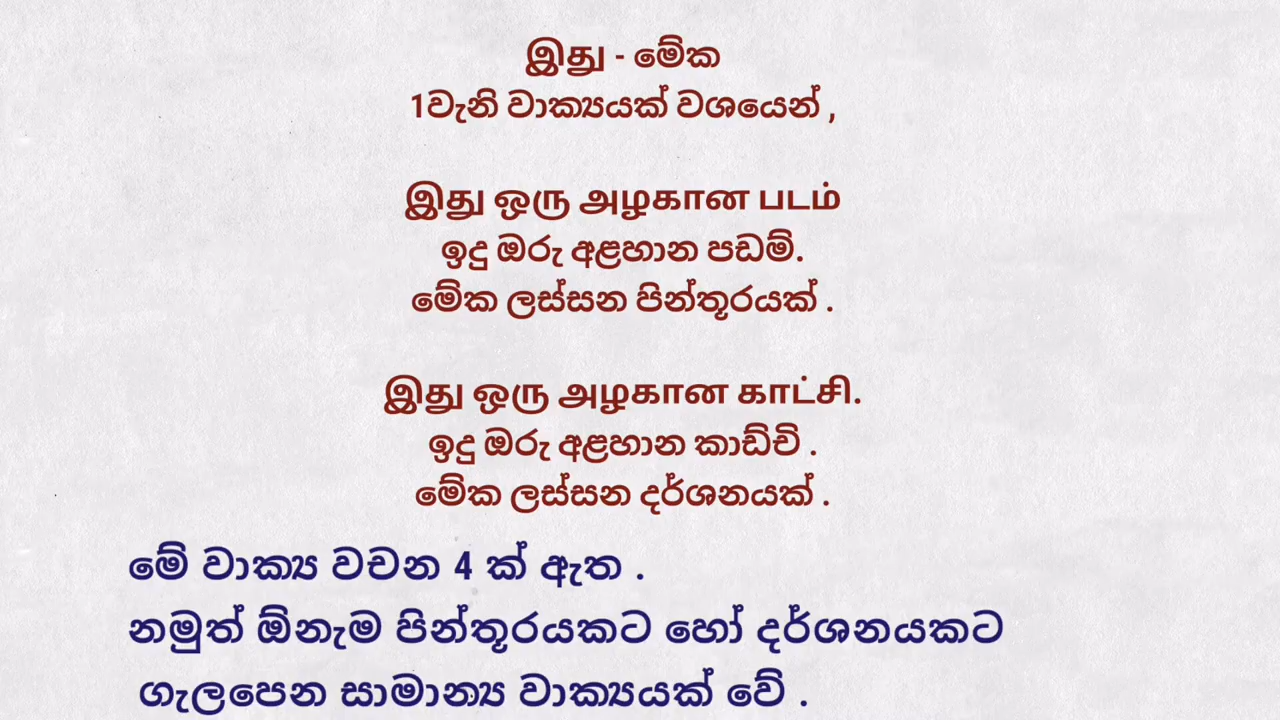 இது - මේක
1වැනි වාක්‍යයක් වශයෙන් ,
இது ஒரு அழகான படம்
ඉදු ඔරු අළහාන පඩම්.
මේක ලස්සන පින්තූරයක් .
இது ஒரு அழகான காட்சி.
ඉදු ඔරු අළහාන කාඩ්චි .
මේක ලස්සන දර්ශනයක් .
මේ වාක්‍ය වචන 4 ක් ඇත .
නමුත් ඕනැම පින්තූරයකට හෝ දර්ශනයකට
ගැලපෙන සාමාන්‍ය වාක්‍යයක් වේ .